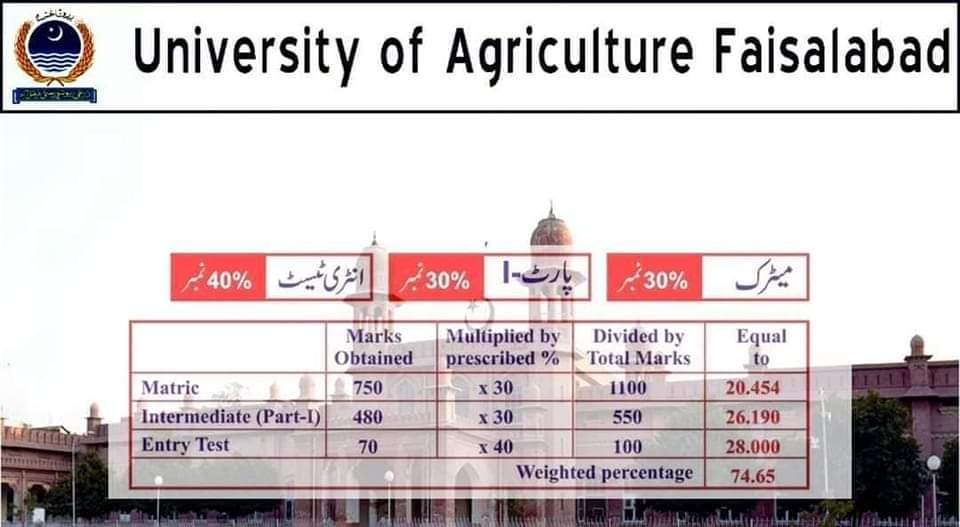 University of Agriculture Faisalabad
میٹرک 30% نمبر پارٹ-I 30% نمبر انٹری ٹیسٹ 40% نمبر
Marks Obtained Multiplied by prescribed % Divided by Total Marks Equal to
Matric 750 x 30 1100 20.454
Intermediate (Part-I) 480 x 30 550 26.190
Entry Test 70 x 40 100 28.000
Weighted percentage 74.65